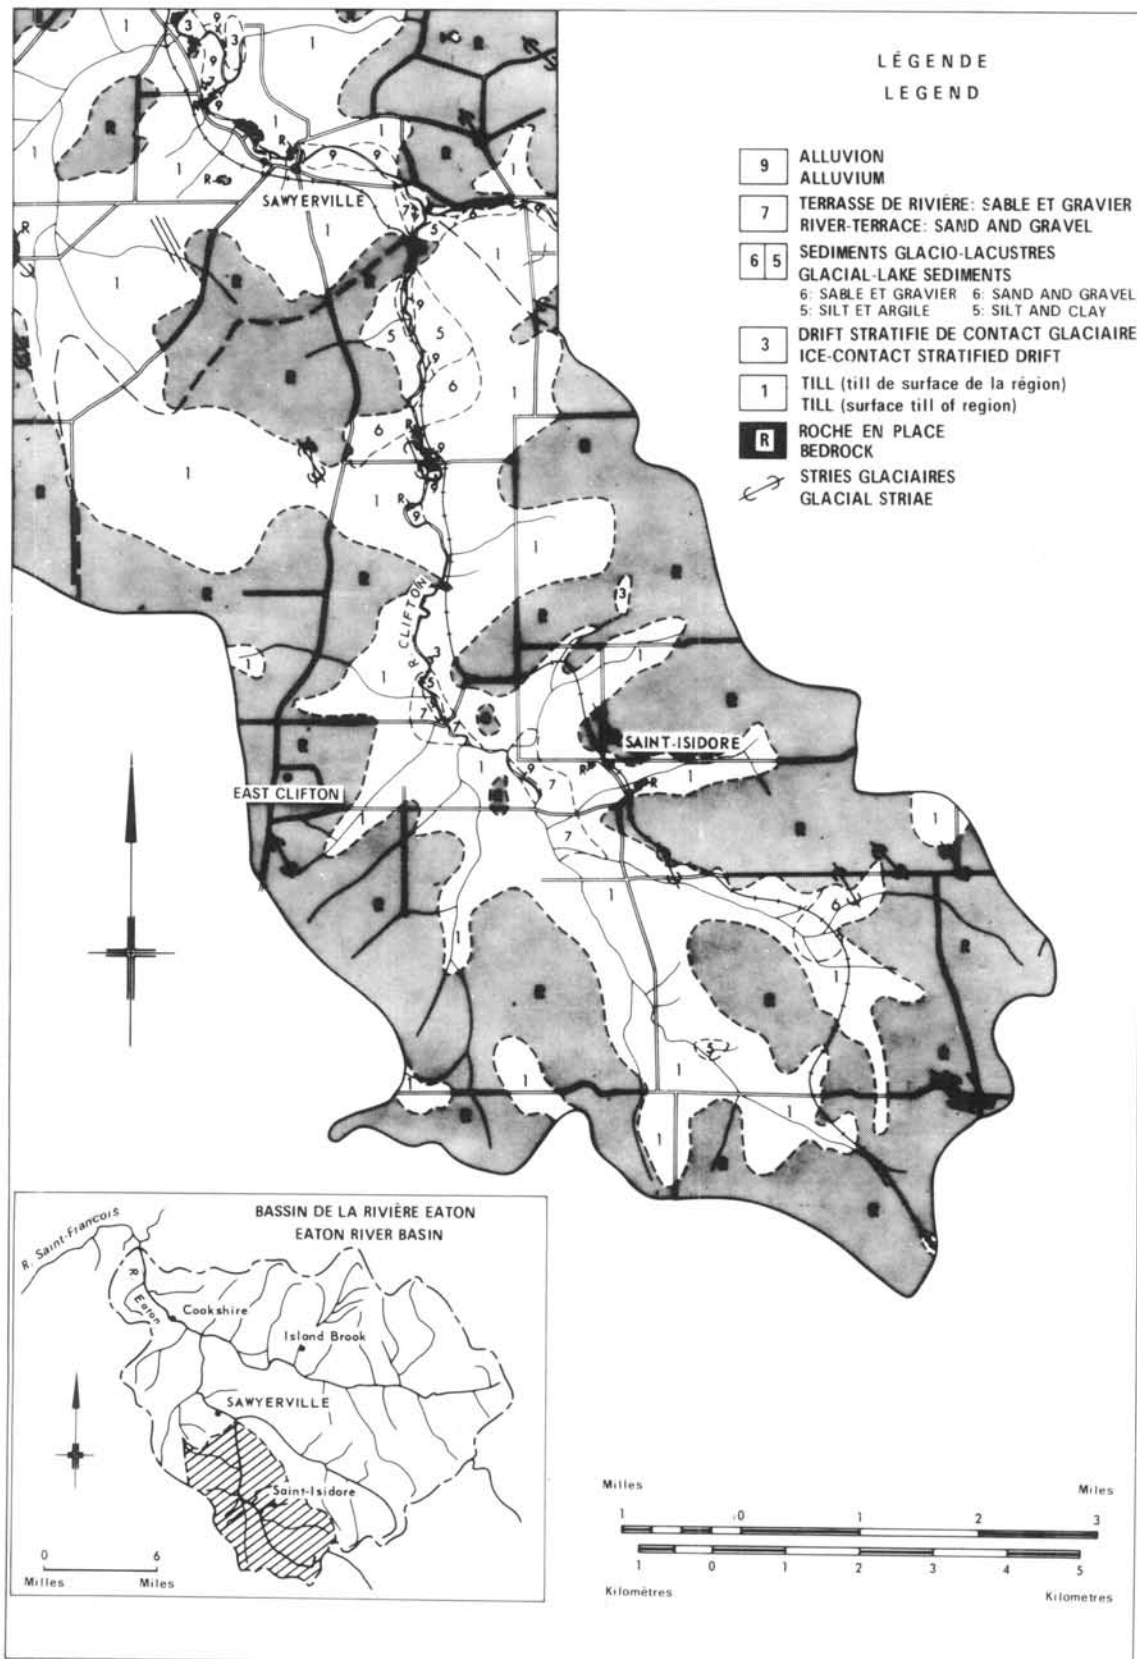 LÉGENDE
LEGEND
9 ALLUVION
ALLUVIUM
7 TERRASSE DE RIVIÈRE: SABLE ET GRAVIER
RIVER-TERRACE: SAND AND GRAVEL
6 5 SEDIMENTS GLACIO-LACUSTRES
GLACIAL-LAKE SEDIMENTS
6: SABLE ET GRAVIER 6: SAND AND GRAVEL
5: SILT ET ARGILE 5: SILT AND CLAY
3 DRIFT STRATIFIE DE CONTACT GLACIAIRE
ICE-CONTACT STRATIFIED DRIFT
1 TILL (till de surface de la région)
TILL (surface till of region)
R ROCHE EN PLACE
BEDROCK
STRIES GLACIAIRES
GLACIAL STRIAE
SAWYERVILLE
R CLIFTON
SAINT-ISIDORE
EAST CLIFTON
BASSIN DE LA RIVIÈRE EATON
EATON RIVER BASIN
R. Saint-Francois
R Eaton
Cookshire
Island Brook
SAWYERVILLE
Saint-Isidore
0 6
Milles Miles
Milles Miles
1 0 1 2 3
1 0 1 2 3 4 5
Kilomètres Kilometres